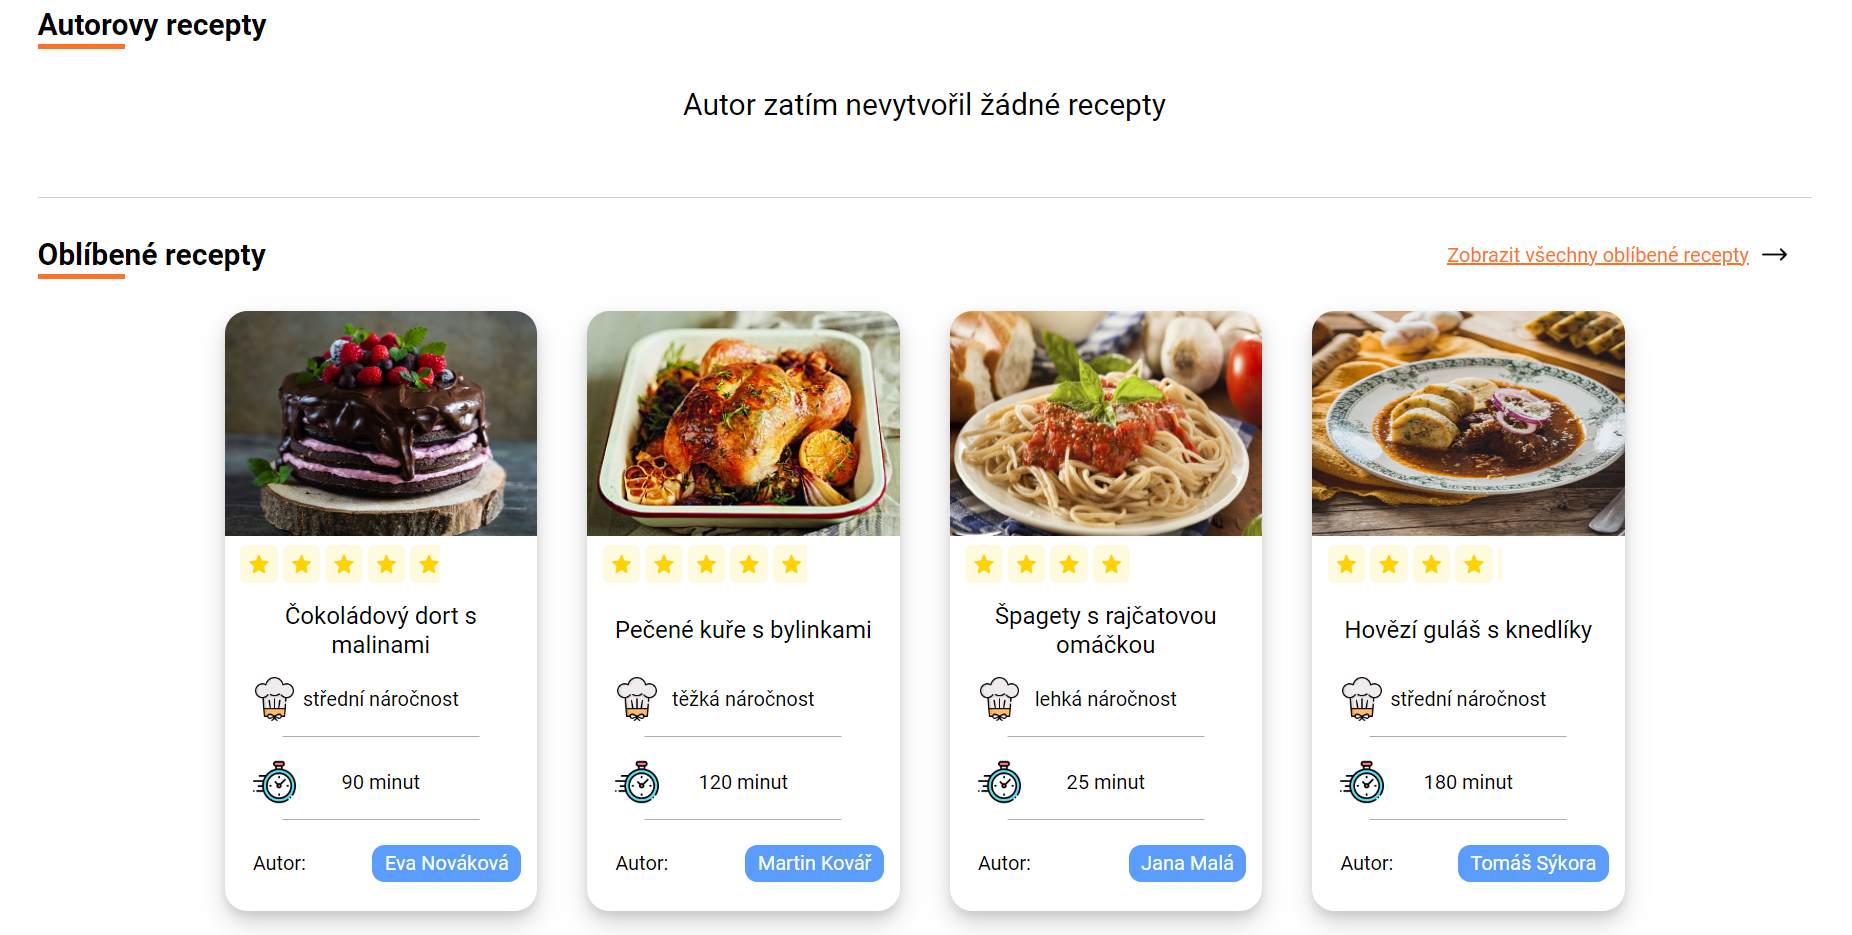 Autorovy recepty
Autor zatím nevytvořil žádné recepty
Oblíbené recepty
Zobrazit všechny oblíbené recepty
Čokoládový dort s
malinami
střední náročnost
90 minut
Autor:
Eva Nováková
Pečené kuře s bylinkami
těžká náročnost
120 minut
Autor:
Martin Kovář
Špagety s rajčatovou
omáčkou
lehká náročnost
25 minut
Autor:
Jana Malá
Hovězí guláš s knedlíky
střední náročnost
180 minut
Autor:
Tomáš Sýkora